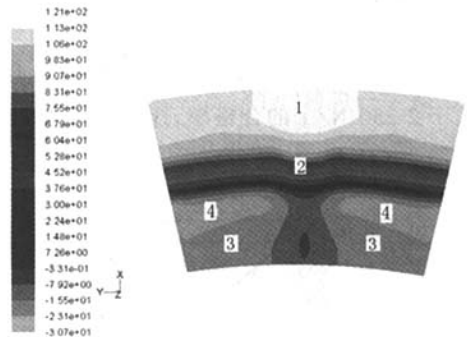 1 21e+02
1 13e+02
1 06e+02
9 83e+01
9 07e+01
8 31e+01
7 55e+01
6 79e+01
6 04e+01
5 28e+01
4 52e+01
3 76e+01
3 00e+01
2 24e+01
1 48e+01
7 26e+00
-3 31e-01
-7 92e+00
-1 55e+01
-2 31e+01
-3 07e+01
X
Y
Z
1
2
4
4
3
3